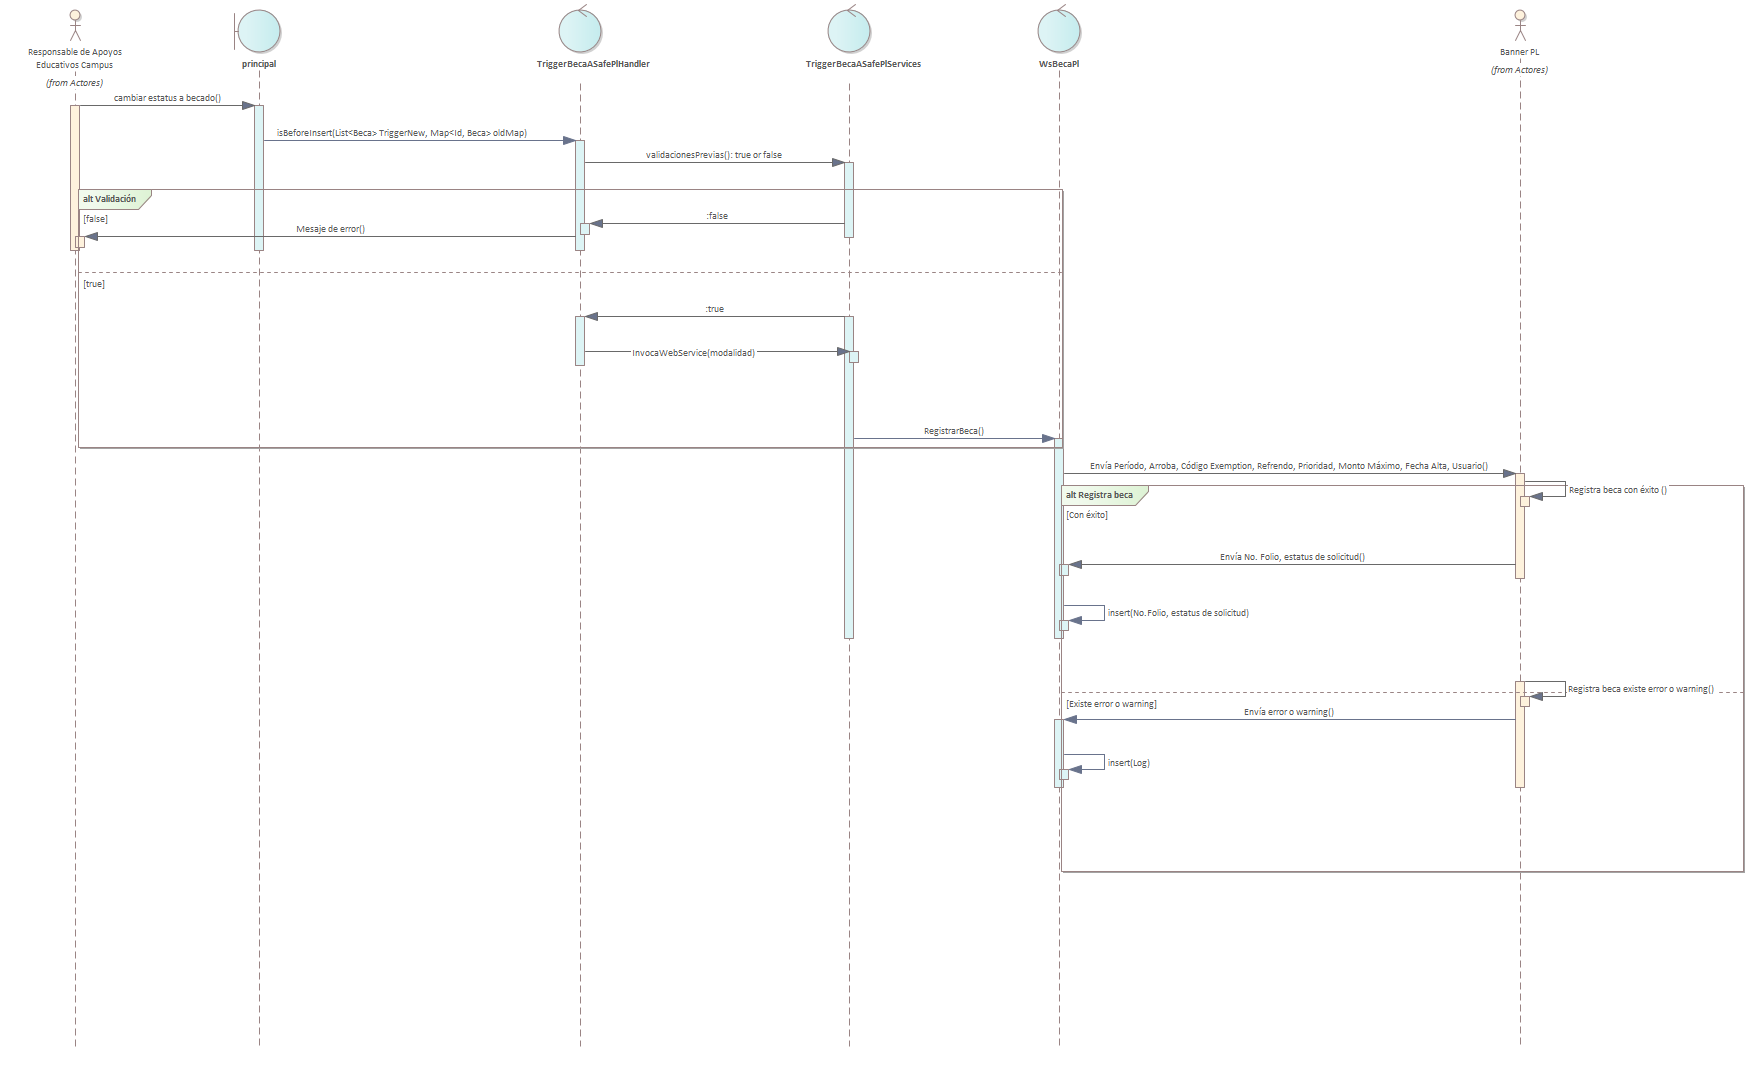 Responsable de Apoyos
Educativos Campus
(from Actores)
principal
TriggerBecaASafePlHandler
TriggerBecaASafePlServices
WsBecaPl
Banner PL
(from Actores)
cambiar estatus a becado()
isBeforeInsert(List<Beca> TriggerNew, Map<Id, Beca> oldMap)
validacionesPrevias(): true or false
alt Validación
[false]
:false
Mesaje de error()
[true]
:true
InvocaWebService(modalidad)
RegistrarBeca()
Envía Período, Arroba, Código Exemption, Refrendo, Prioridad, Monto Máximo, Fecha Alta, Usuario()
alt Registra beca
Registra beca con éxito ()
[Con éxito]
Envía No. Folio, estatus de solicitud()
insert(No. Folio, estatus de solicitud)
Registra beca existe error o warning()
[Existe error o warning]
Envía error o warning()
insert(Log)